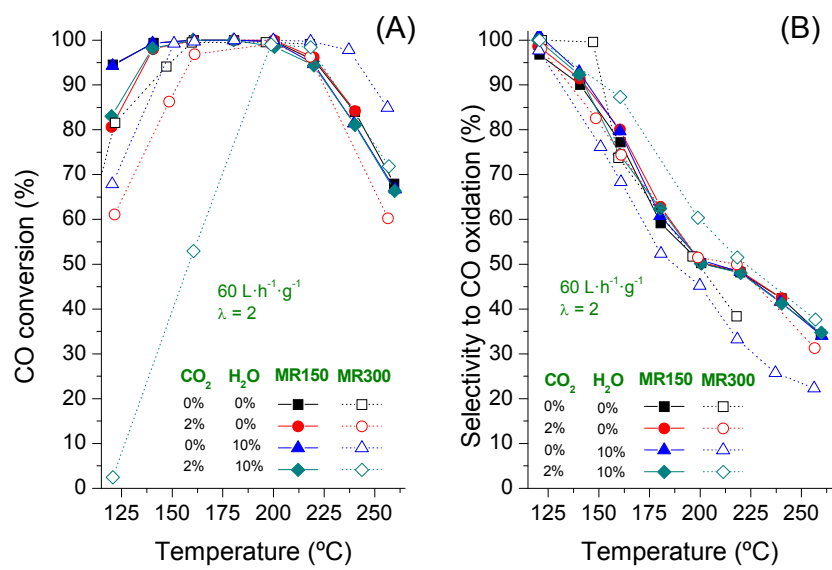 (A)
CO conversion (%)
100
90
80
70
60
50
40
30
20
10
0
60 L·h⁻¹·g⁻¹
λ = 2
CO₂ H₂O MR150 MR300
0% 0%
2% 0%
0% 10%
2% 10%
125 150 175 200 225 250
Temperature (ºC)
(B)
Selectivity to CO oxidation (%)
100
90
80
70
60
50
40
30
20
10
0
60 L·h⁻¹·g⁻¹
λ = 2
CO₂ H₂O MR150 MR300
0% 0%
2% 0%
0% 10%
2% 10%
125 150 175 200 225 250
Temperature (ºC)